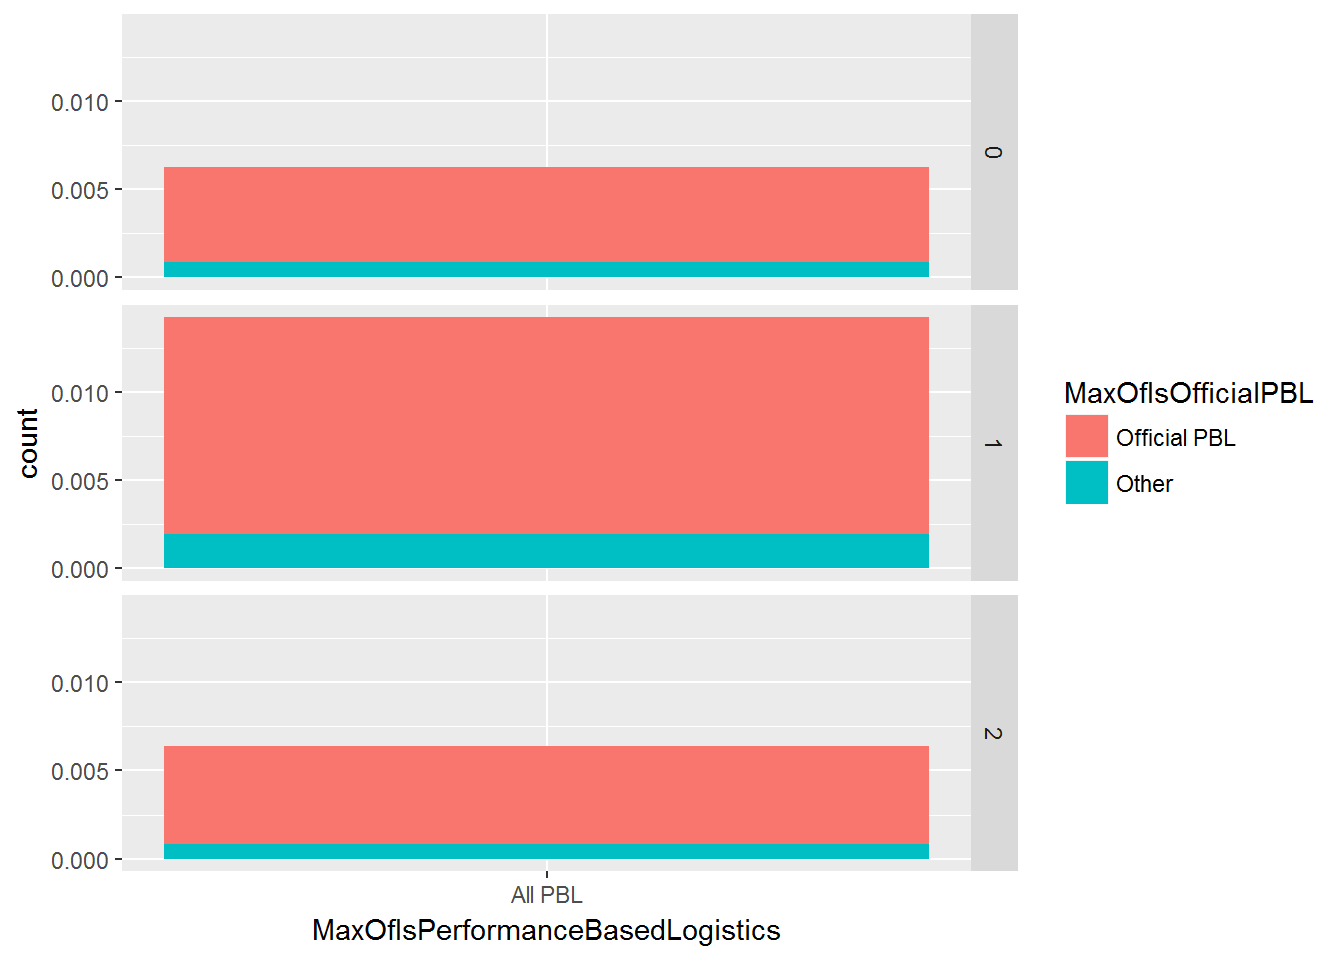 0.010
0.005
0.000
0
0.010
0.005
0.000
1
0.010
0.005
0.000
2
count
All PBL
MaxOfIsPerformanceBasedLogistics
MaxOfIsOfficialPBL
Official PBL
Other